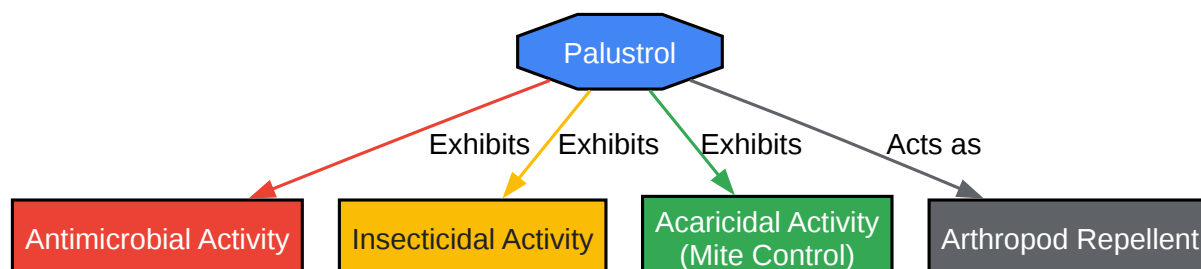 Palustrol
Exhibits Exhibits Exhibits Acts as
Antimicrobial Activity
Insecticidal Activity
Acaricidal Activity
(Mite Control)
Arthropod Repellent